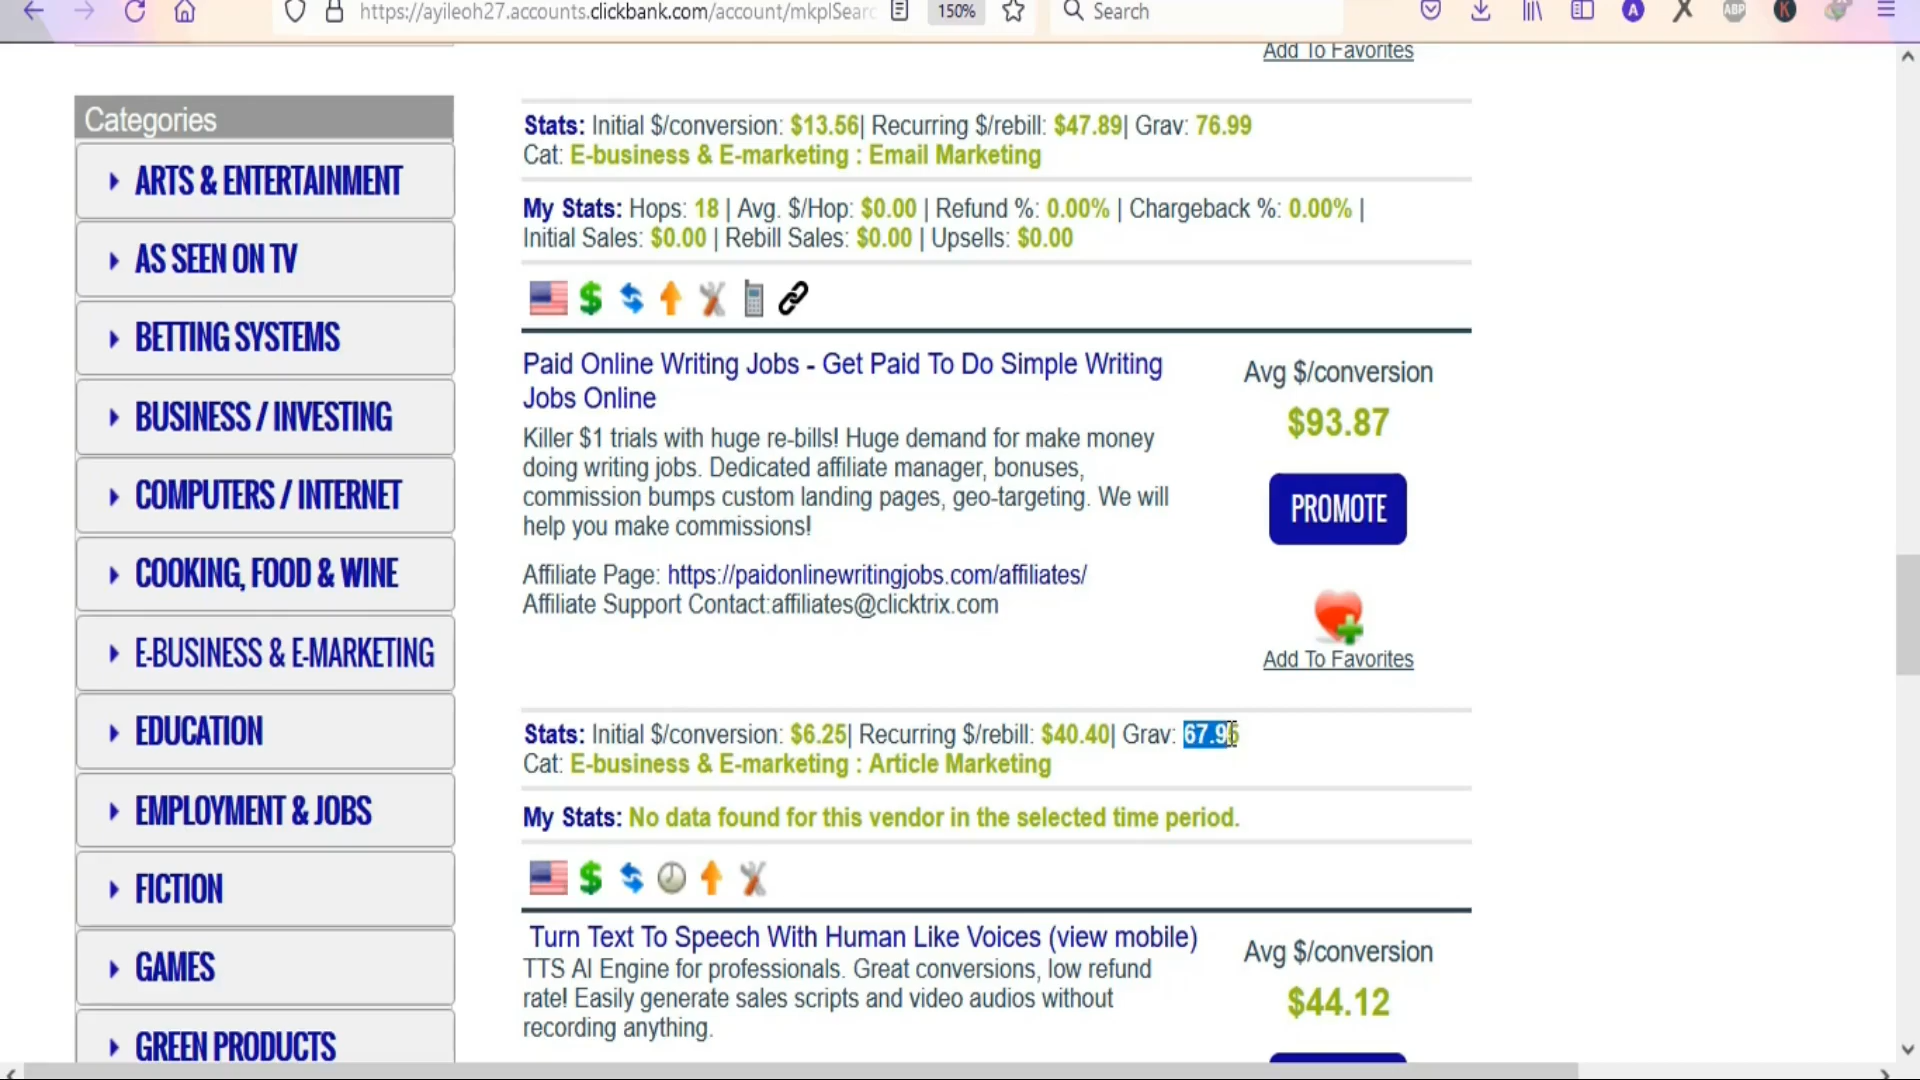 https://ayileoh27.accounts.clickbank.com/account/mkplSearc
150%
Search
A
ABP
K
Add To Favorites
Categories
ARTS & ENTERTAINMENT
AS SEEN ON TV
BETTING SYSTEMS
BUSINESS / INVESTING
COMPUTERS / INTERNET
COOKING, FOOD & WINE
E-BUSINESS & E-MARKETING
EDUCATION
EMPLOYMENT & JOBS
FICTION
GAMES
GREEN PRODUCTS
Stats: Initial $/conversion: $13.56| Recurring $/rebill: $47.89| Grav: 76.99
Cat: E-business & E-marketing : Email Marketing
My Stats: Hops: 18 | Avg. $/Hop: $0.00 | Refund %: 0.00% | Chargeback %: 0.00% |
Initial Sales: $0.00 | Rebill Sales: $0.00 | Upsells: $0.00
Paid Online Writing Jobs - Get Paid To Do Simple Writing
Jobs Online
Killer $1 trials with huge re-bills! Huge demand for make money
doing writing jobs. Dedicated affiliate manager, bonuses,
commission bumps custom landing pages, geo-targeting. We will
help you make commissions!
Affiliate Page: https://paidonlinewritingjobs.com/affiliates/
Affiliate Support Contact:affiliates@clicktrix.com
Avg $/conversion
$93.87
PROMOTE
Add To Favorites
Stats: Initial $/conversion: $6.25| Recurring $/rebill: $40.40| Grav: 67.95
Cat: E-business & E-marketing : Article Marketing
My Stats: No data found for this vendor in the selected time period.
Turn Text To Speech With Human Like Voices (view mobile)
TTS AI Engine for professionals. Great conversions, low refund
rate! Easily generate sales scripts and video audios without
recording anything.
Avg $/conversion
$44.12